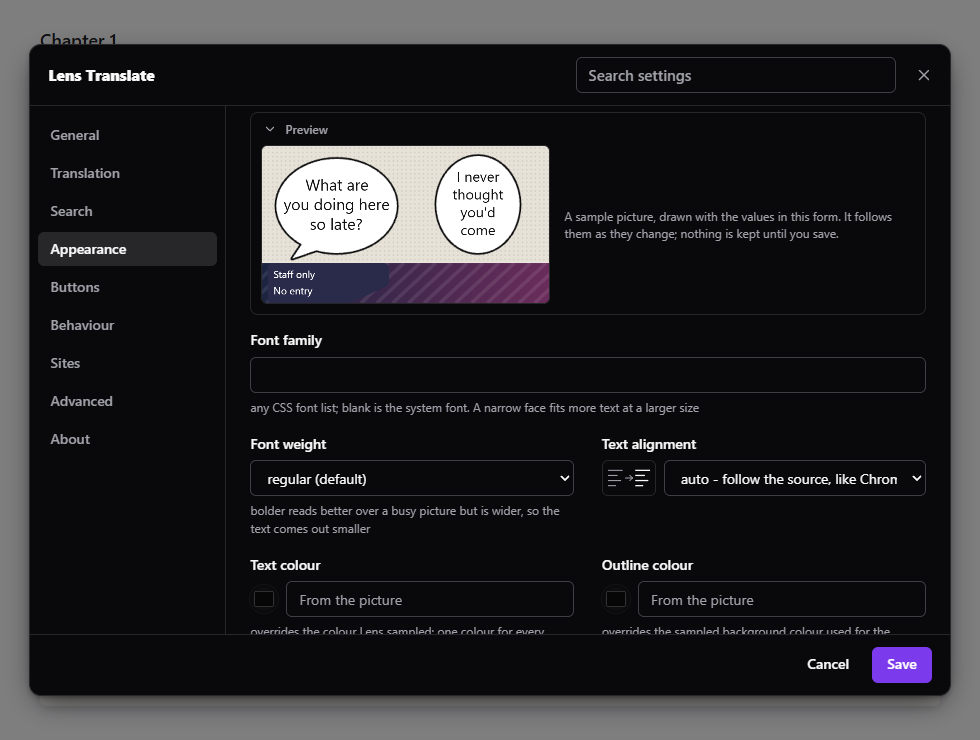 Chapter 1
Lens Translate
Search settings
General
Translation
Search
Appearance
Buttons
Behaviour
Sites
Advanced
About
Preview
What are
you doing here
so late?
I never
thought
you'd
come
Staff only
No entry
A sample picture, drawn with the values in this form. It follows
them as they change; nothing is kept until you save.
Font family
any CSS font list; blank is the system font. A narrow face fits more text at a larger size
Font weight
regular (default)
bolder reads better over a busy picture but is wider, so the
text comes out smaller
Text alignment
auto - follow the source, like Chron
Text colour
From the picture
overrides the colour Lens sampled; one colour for every
Outline colour
From the picture
overrides the sampled background colour used for the
Cancel
Save